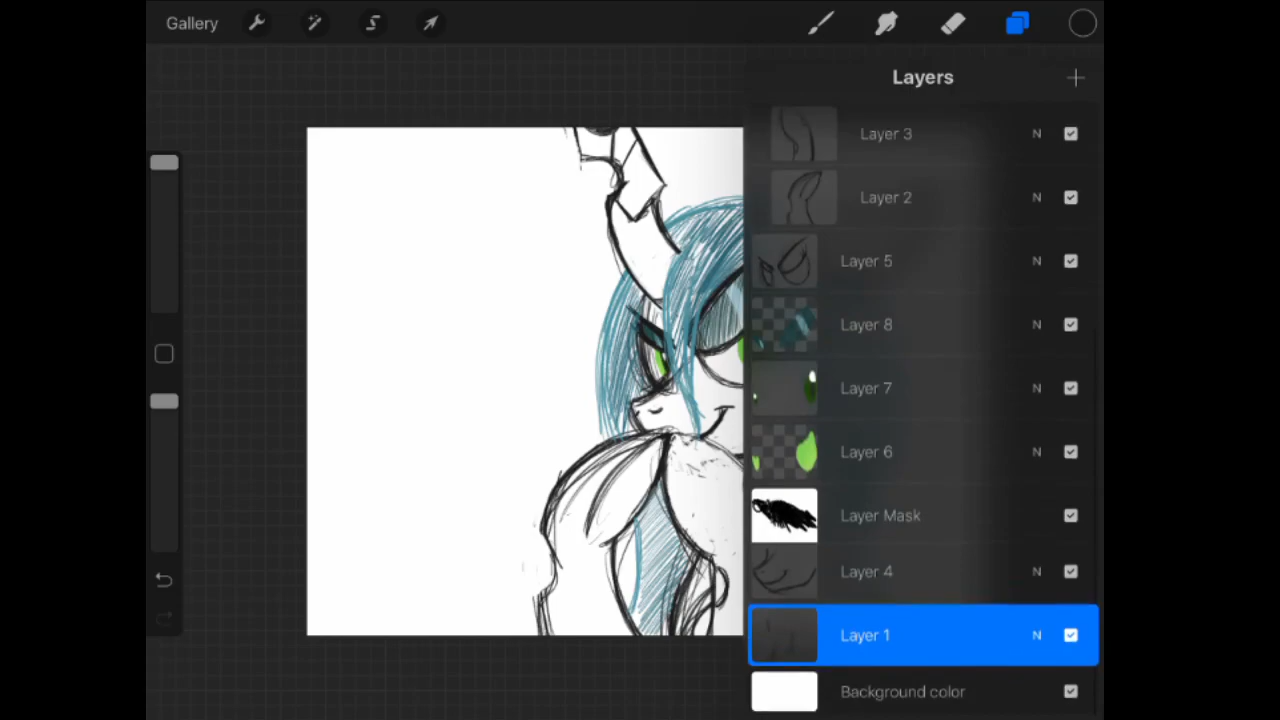 Gallery
Layers
Layer 3 N
Layer 2 N
Layer 5 N
Layer 8 N
Layer 7 N
Layer 6 N
Layer Mask
Layer 4 N
Layer 1 N
Background color